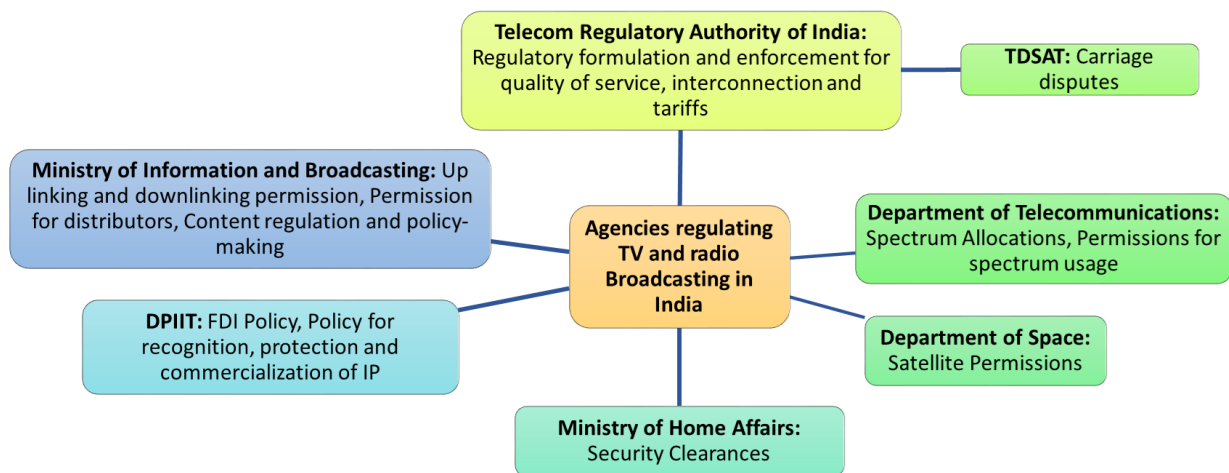 Telecom Regulatory Authority of India:
Regulatory formulation and enforcement for
quality of service, interconnection and
tariffs
TDSAT: Carriage
disputes
Ministry of Information and Broadcasting: Up
linking and downlinking permission, Permission
for distributors, Content regulation and policy-
making
Agencies regulating
TV and radio
Broadcasting in
India
Department of Telecommunications:
Spectrum Allocations, Permissions for
spectrum usage
DPIIT: FDI Policy, Policy for
recognition, protection and
commercialization of IP
Department of Space:
Satellite Permissions
Ministry of Home Affairs:
Security Clearances